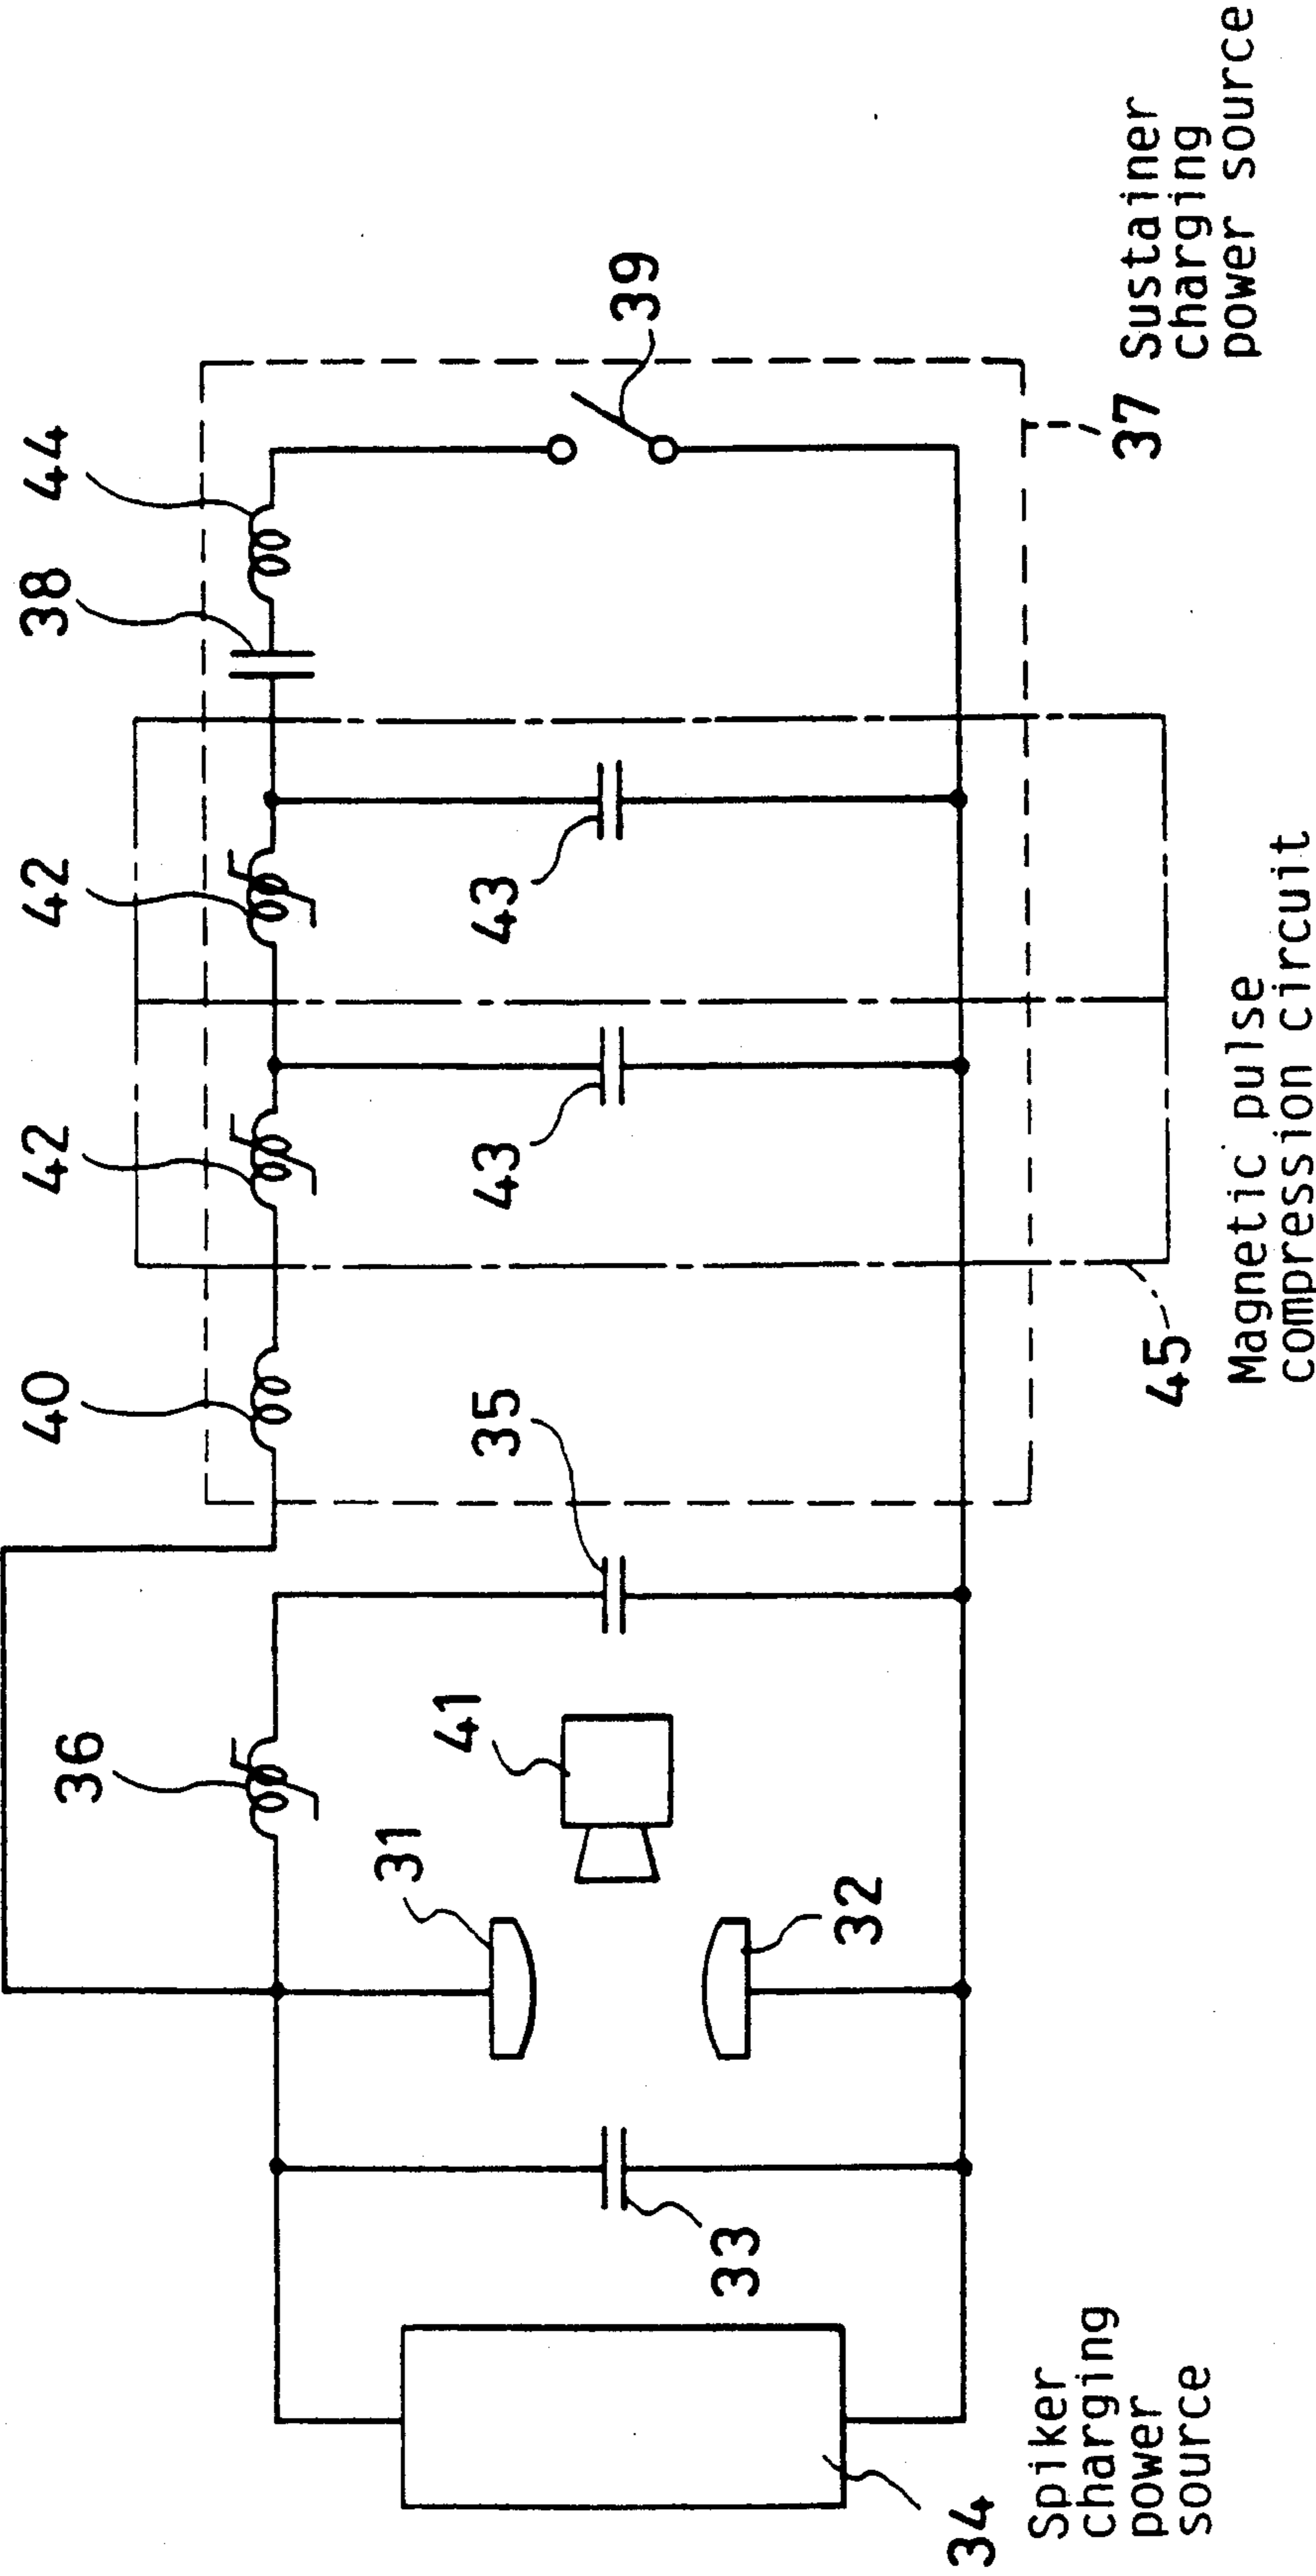 44
38
42
42
40
36
39
43
43
35
41
31
32
33
34
Spiker
charging
power
source
45
Magnetic pulse
compression circuit
37
Sustainer
charging
power source